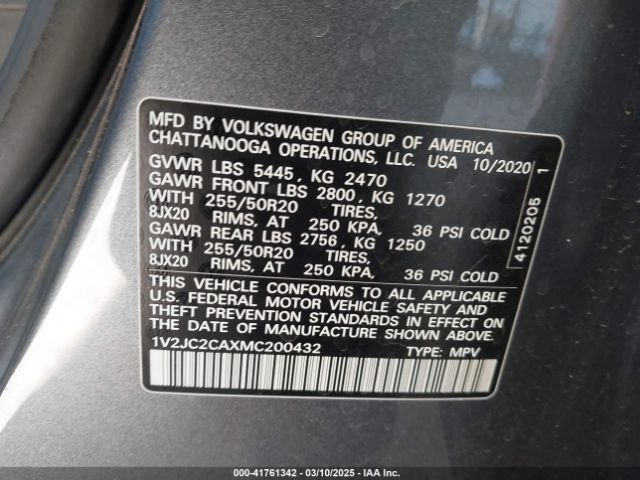 MFD BY VOLKSWAGEN GROUP OF AMERICA
CHATTANOOGA OPERATIONS, LLC. USA 10/2020
GVWR LBS 5445, KG 2470
GAWR FRONT LBS 2800, KG 1270
WITH 255/50R20 TIRES,
8JX20 RIMS, AT 250 KPA, 36 PSI COLD
GAWR REAR LBS 2756, KG 1250
WITH 255/50R20 TIRES,
8JX20 RIMS, AT 250 KPA, 36 PSI COLD
THIS VEHICLE CONFORMS TO ALL APPLICABLE
U.S. FEDERAL MOTOR VEHICLE SAFETY AND
THEFT PREVENTION STANDARDS IN EFFECT ON
THE DATE OF MANUFACTURE SHOWN ABOVE.
1V2JC2CAXMC200432 TYPE: MPV
4120205 1
000-41761342 / 03/10/2025 - IAA Inc.